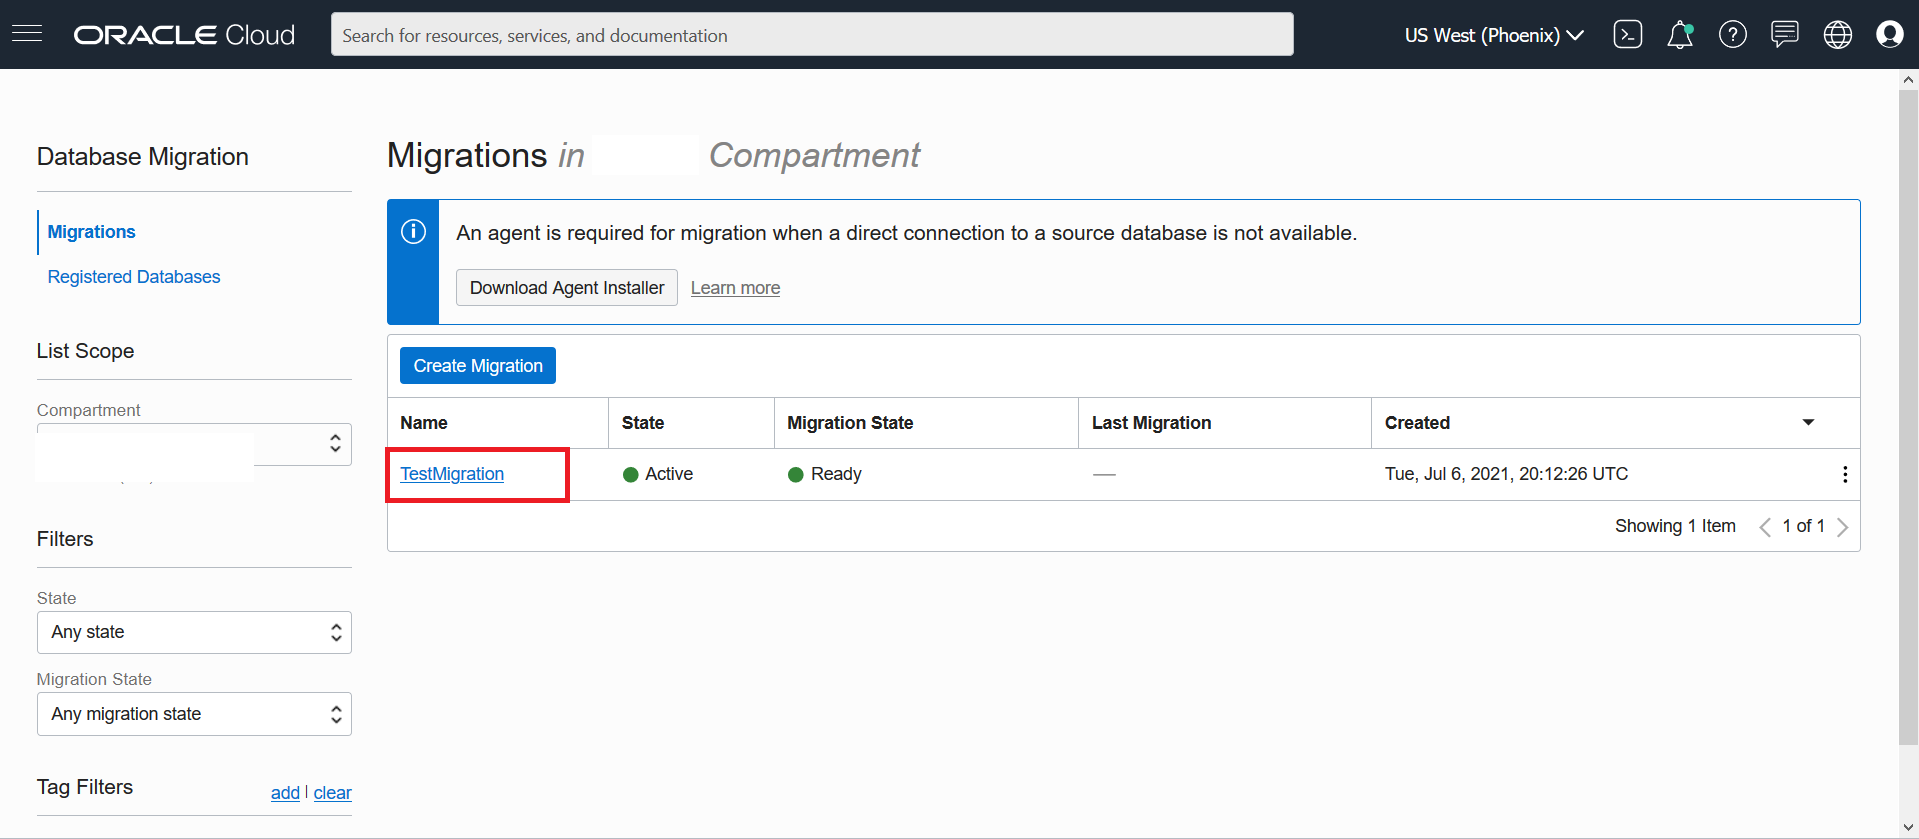 ORACLE Cloud
Search for resources, services, and documentation
US West (Phoenix)
Database Migration
Migrations
Registered Databases
List Scope
Compartment
Filters
State
Any state
Migration State
Any migration state
Tag Filters
add | clear
Migrations in Compartment
An agent is required for migration when a direct connection to a source database is not available.
Download Agent Installer Learn more
Create Migration
Name State Migration State Last Migration Created
TestMigration Active Ready — Tue, Jul 6, 2021, 20:12:26 UTC
Showing 1 Item < 1 of 1 >